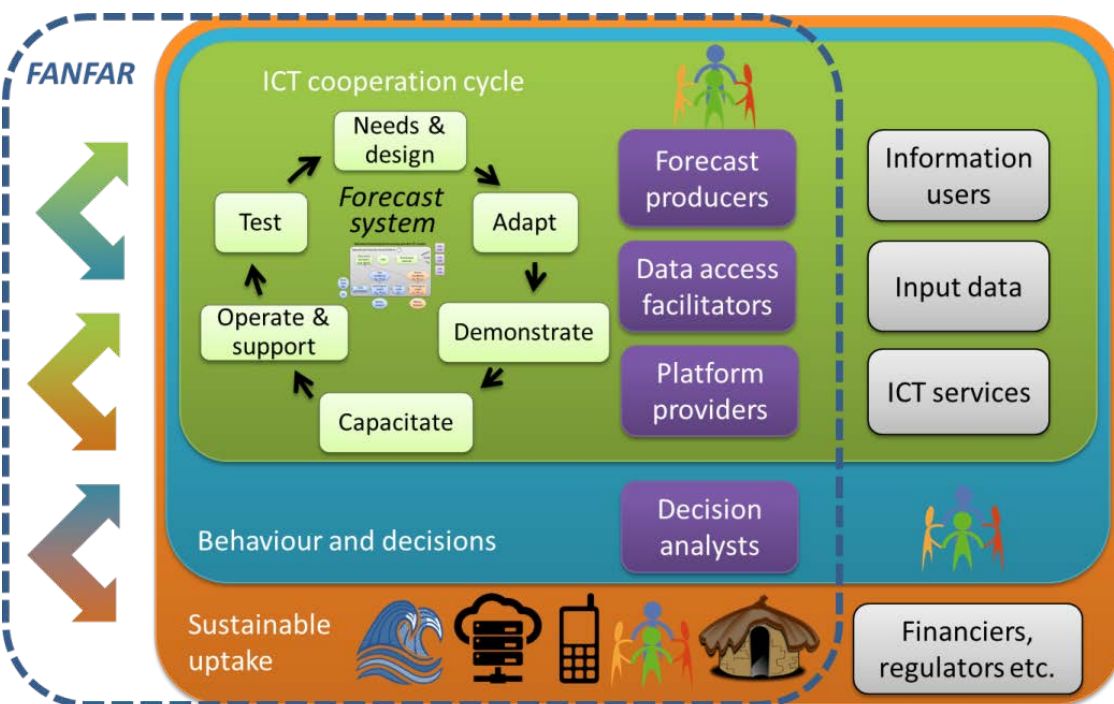 FANFAR
ICT cooperation cycle
Needs &
design
Forecast
system
Test
Adapt
Operate &
support
Demonstrate
Capacitate
Forecast
producers
Data access
facilitators
Platform
providers
Information
users
Input data
ICT services
Behaviour and decisions
Decision
analysts
Sustainable
uptake
Financiers,
regulators etc.